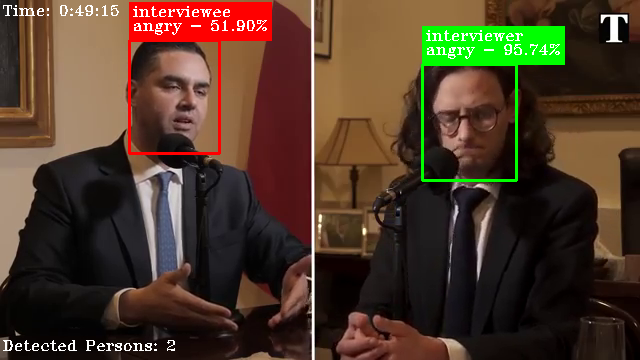 Time: 0:49:15
interviewee
angry - 51.90%
interviewer
angry - 95.74%
T
Detected Persons: 2